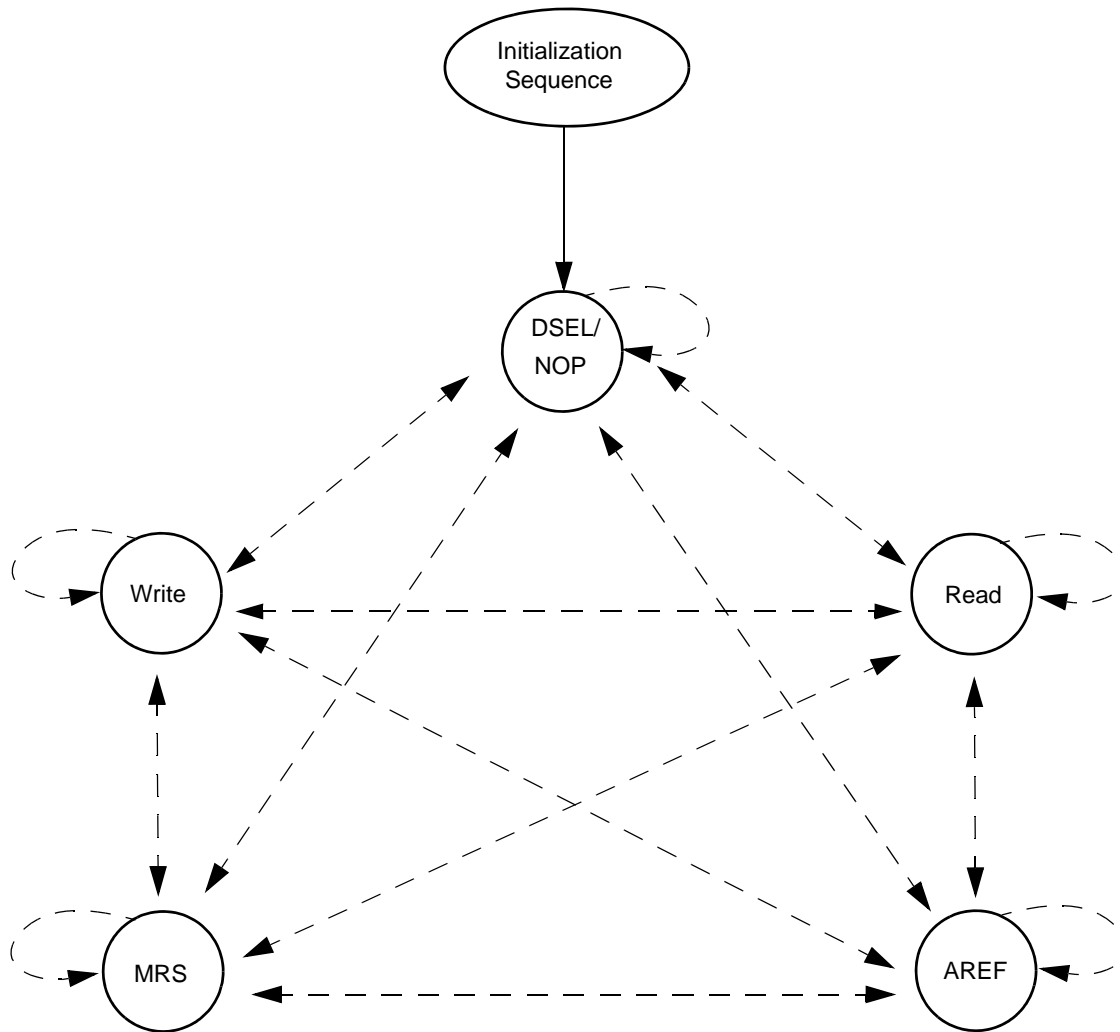 Initialization
Sequence
DSEL/
NOP
Write
Read
MRS
AREF